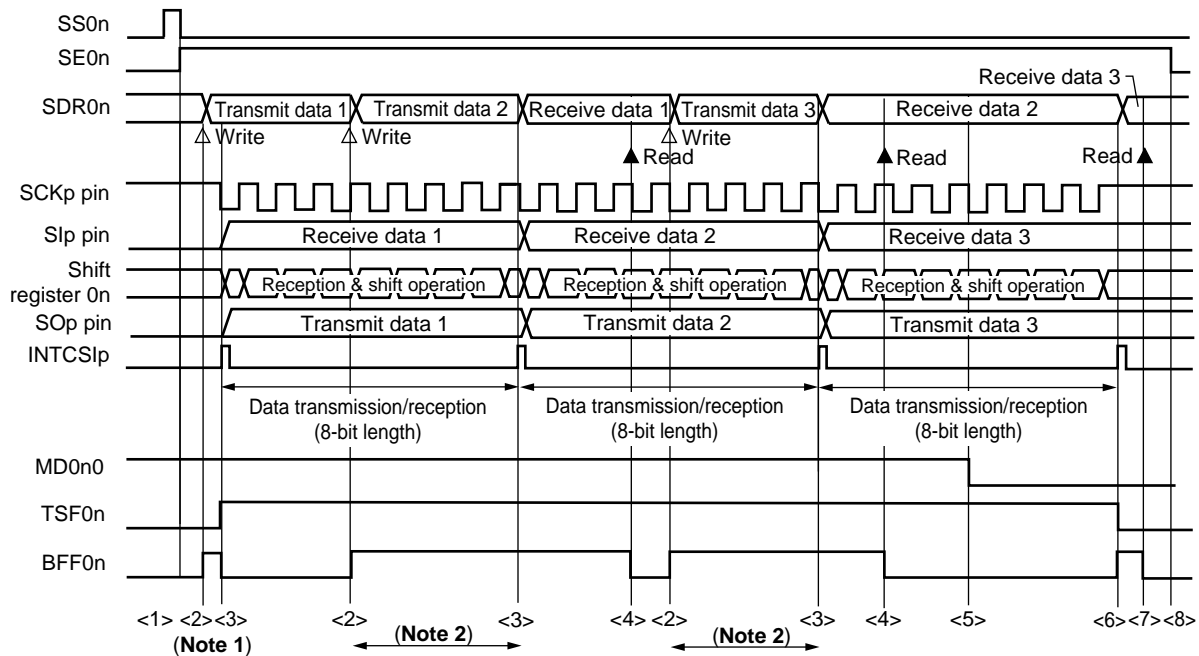 SS0n
SE0n
Receive data 3
SDR0n
Transmit data 1 Transmit data 2 Receive data 1 Transmit data 3 Receive data 2
Write Write Write
Read Read Read
SCKp pin
SIp pin Receive data 1 Receive data 2 Receive data 3
Shift
register 0n Reception & shift operation Reception & shift operation Reception & shift operation
SOp pin Transmit data 1 Transmit data 2 Transmit data 3
INTCSIp
Data transmission/reception Data transmission/reception Data transmission/reception
(8-bit length) (8-bit length) (8-bit length)
MD0n0
TSF0n
BFF0n
<1> <2> <3> <2> <3> <4> <2> <3> <4> <5> <6> <7> <8>
(Note 1) (Note 2) (Note 2)